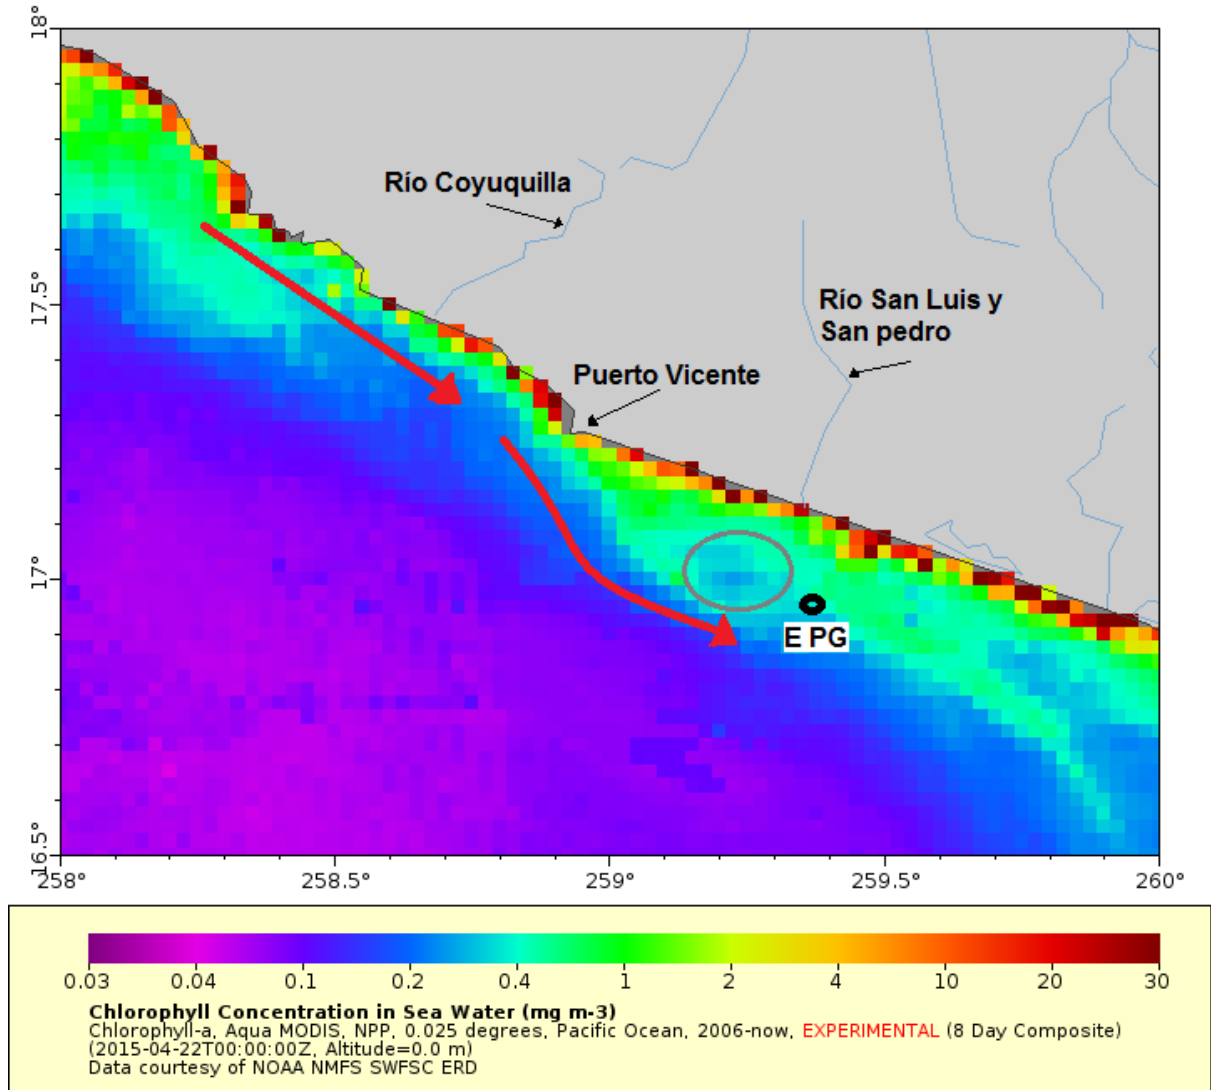 18°
Río Coyuquilla
17.5°
Río San Luis y
San pedro
Puerto Vicente
17°
E PG
16.5°
258° 258.5° 259° 259.5° 260°
0.03 0.04 0.1 0.2 0.4 1 2 4 10 20 30
Chlorophyll Concentration in Sea Water (mg m-3)
Chlorophyll-a, Aqua MODIS, NPP, 0.025 degrees, Pacific Ocean, 2006-now, EXPERIMENTAL (8 Day Composite)
(2015-04-22T00:00:00Z, Altitude=0.0 m)
Data courtesy of NOAA NMFS SWFSC ERD